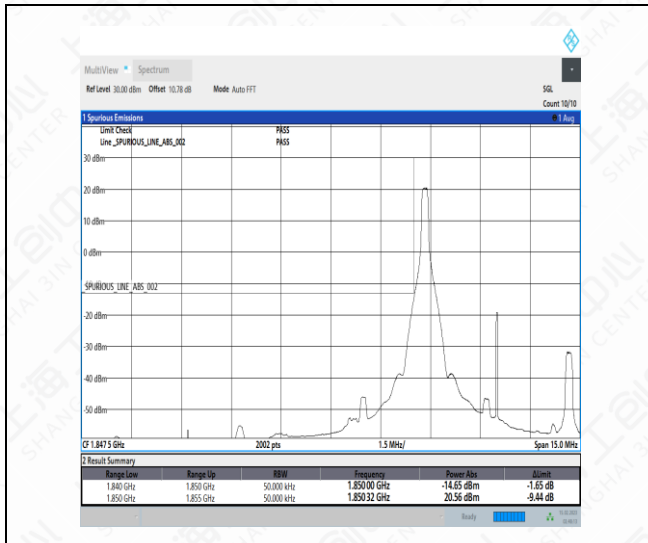 MultiView Spectrum
Ref Level 30.00 dBm Offset 10.78 dB Mode Auto FFT SGL
Count 10/10
1 Spurious Emissions 1 Avg
Limit Check PASS
Line _SPURIOUS_LINE_ABS_002 PASS
30 dBm
20 dBm
10 dBm
0 dBm
SPURIOUS_LINE_ABS_002
-20 dBm
-30 dBm
-40 dBm
-50 dBm
CF 1.847 5 GHz 2002 pts 1.5 MHz/ Span 15.0 MHz
2 Result Summary
Range Low Range Up RBW Frequency Power Abs ΔLimit
1.840 GHz 1.850 GHz 50.000 kHz 1.85000 GHz -14.65 dBm -1.65 dB
1.850 GHz 1.855 GHz 50.000 kHz 1.85032 GHz 20.56 dBm -9.44 dB
Ready